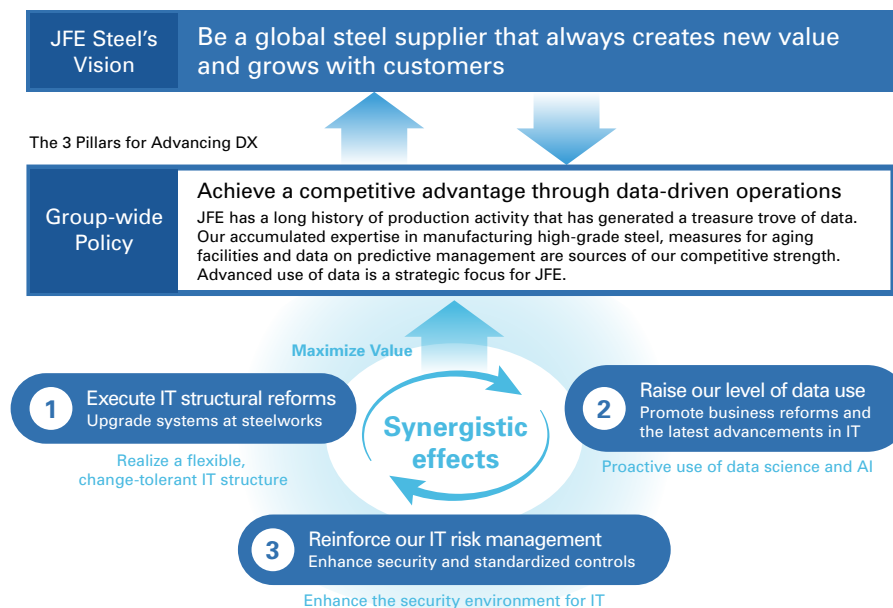 JFE Steel's
Vision
Be a global steel supplier that always creates new value
and grows with customers
The 3 Pillars for Advancing DX
Group-wide
Policy
Achieve a competitive advantage through data-driven operations
JFE has a long history of production activity that has generated a treasure trove of data.
Our accumulated expertise in manufacturing high-grade steel, measures for aging
facilities and data on predictive management are sources of our competitive strength.
Advanced use of data is a strategic focus for JFE.
Maximize Value
1
Execute IT structural reforms
Upgrade systems at steelworks
Realize a flexible,
change-tolerant IT structure
Synergistic
effects
2
Raise our level of data use
Promote business reforms and
the latest advancements in IT
Proactive use of data science and AI
3
Reinforce our IT risk management
Enhance security and standardized controls
Enhance the security environment for IT